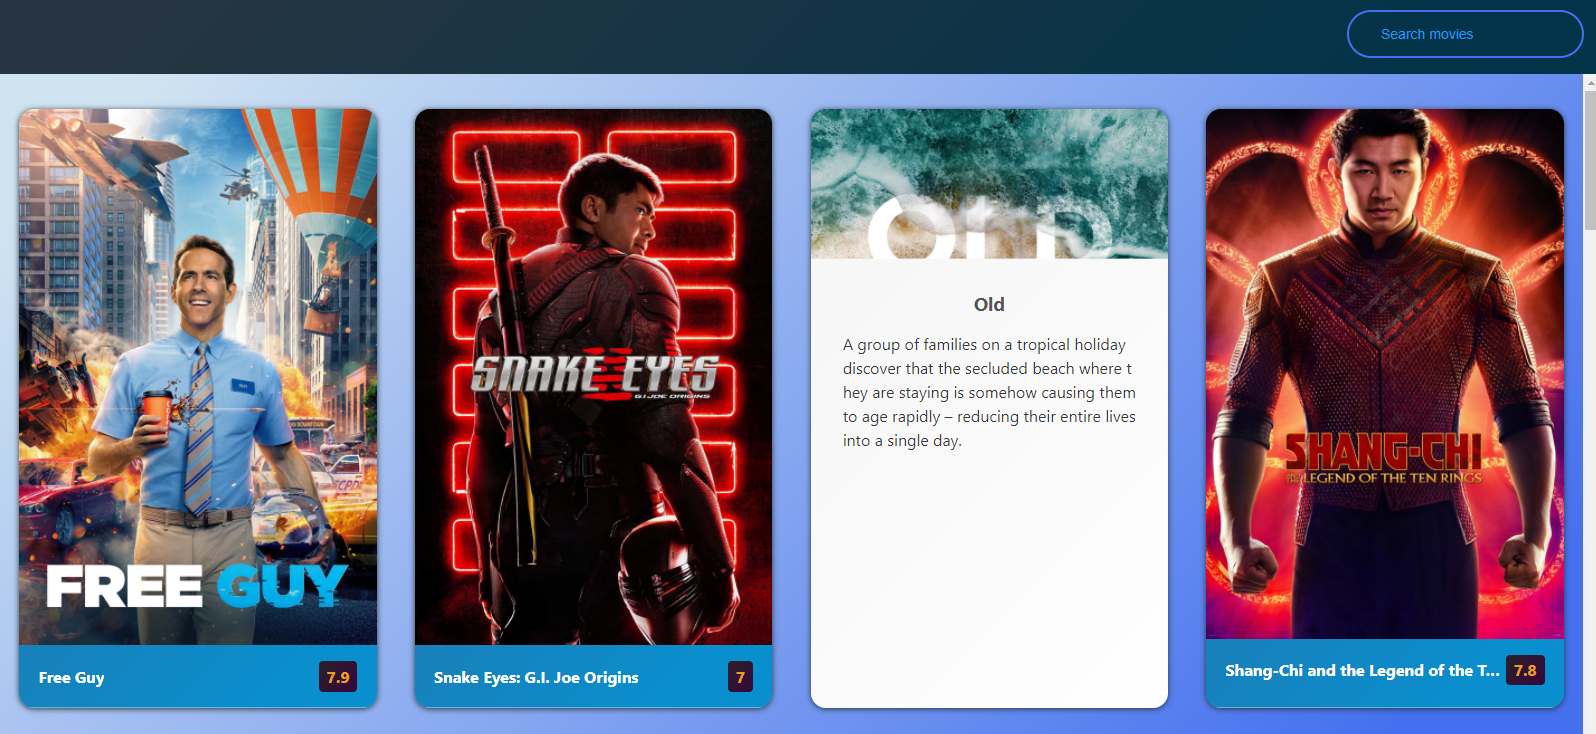 Search movies
GUY
FREE GUY
Free Guy
7.9
SNAKE EYES
G.I. JOE ORIGINS
Snake Eyes: G.I. Joe Origins
7
OLD
Old
A group of families on a tropical holiday
discover that the secluded beach where t
hey are staying is somehow causing them
to age rapidly – reducing their entire lives
into a single day.
SHANG-CHI
AND THE LEGEND OF THE TEN RINGS
Shang-Chi and the Legend of the T...
7.8